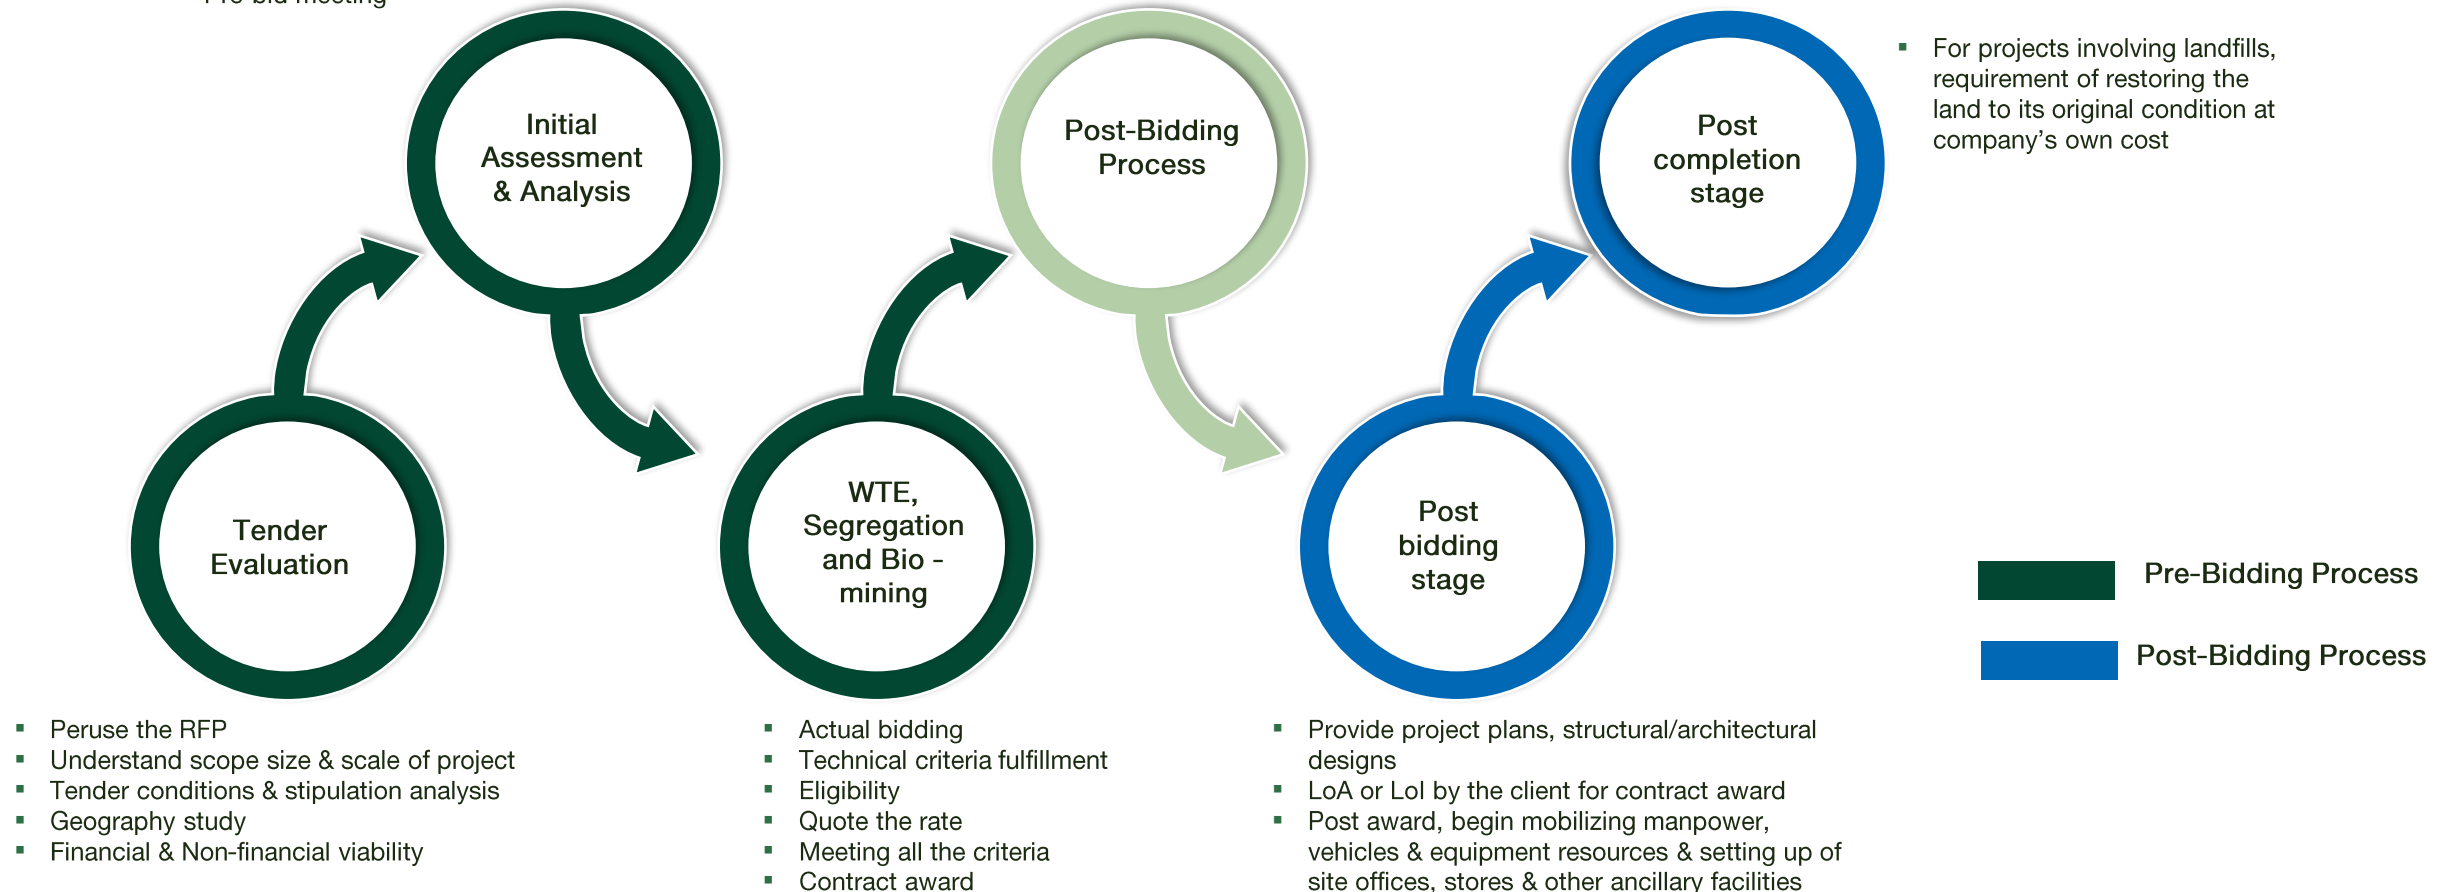 Pre-bid meeting
Initial
Assessment
& Analysis
Post-Bidding
Process
Post
completion
stage
▪ For projects involving landfills,
requirement of restoring the
land to its original condition at
company’s own cost
Tender
Evaluation
WTE,
Segregation
and Bio -
mining
Post
bidding
stage
Pre-Bidding Process
Post-Bidding Process
▪ Peruse the RFP
▪ Understand scope size & scale of project
▪ Tender conditions & stipulation analysis
▪ Geography study
▪ Financial & Non-financial viability
▪ Actual bidding
▪ Technical criteria fulfillment
▪ Eligibility
▪ Quote the rate
▪ Meeting all the criteria
▪ Contract award
▪ Provide project plans, structural/architectural
designs
▪ LoA or LoI by the client for contract award
▪ Post award, begin mobilizing manpower,
vehicles & equipment resources & setting up of
site offices, stores & other ancillary facilities